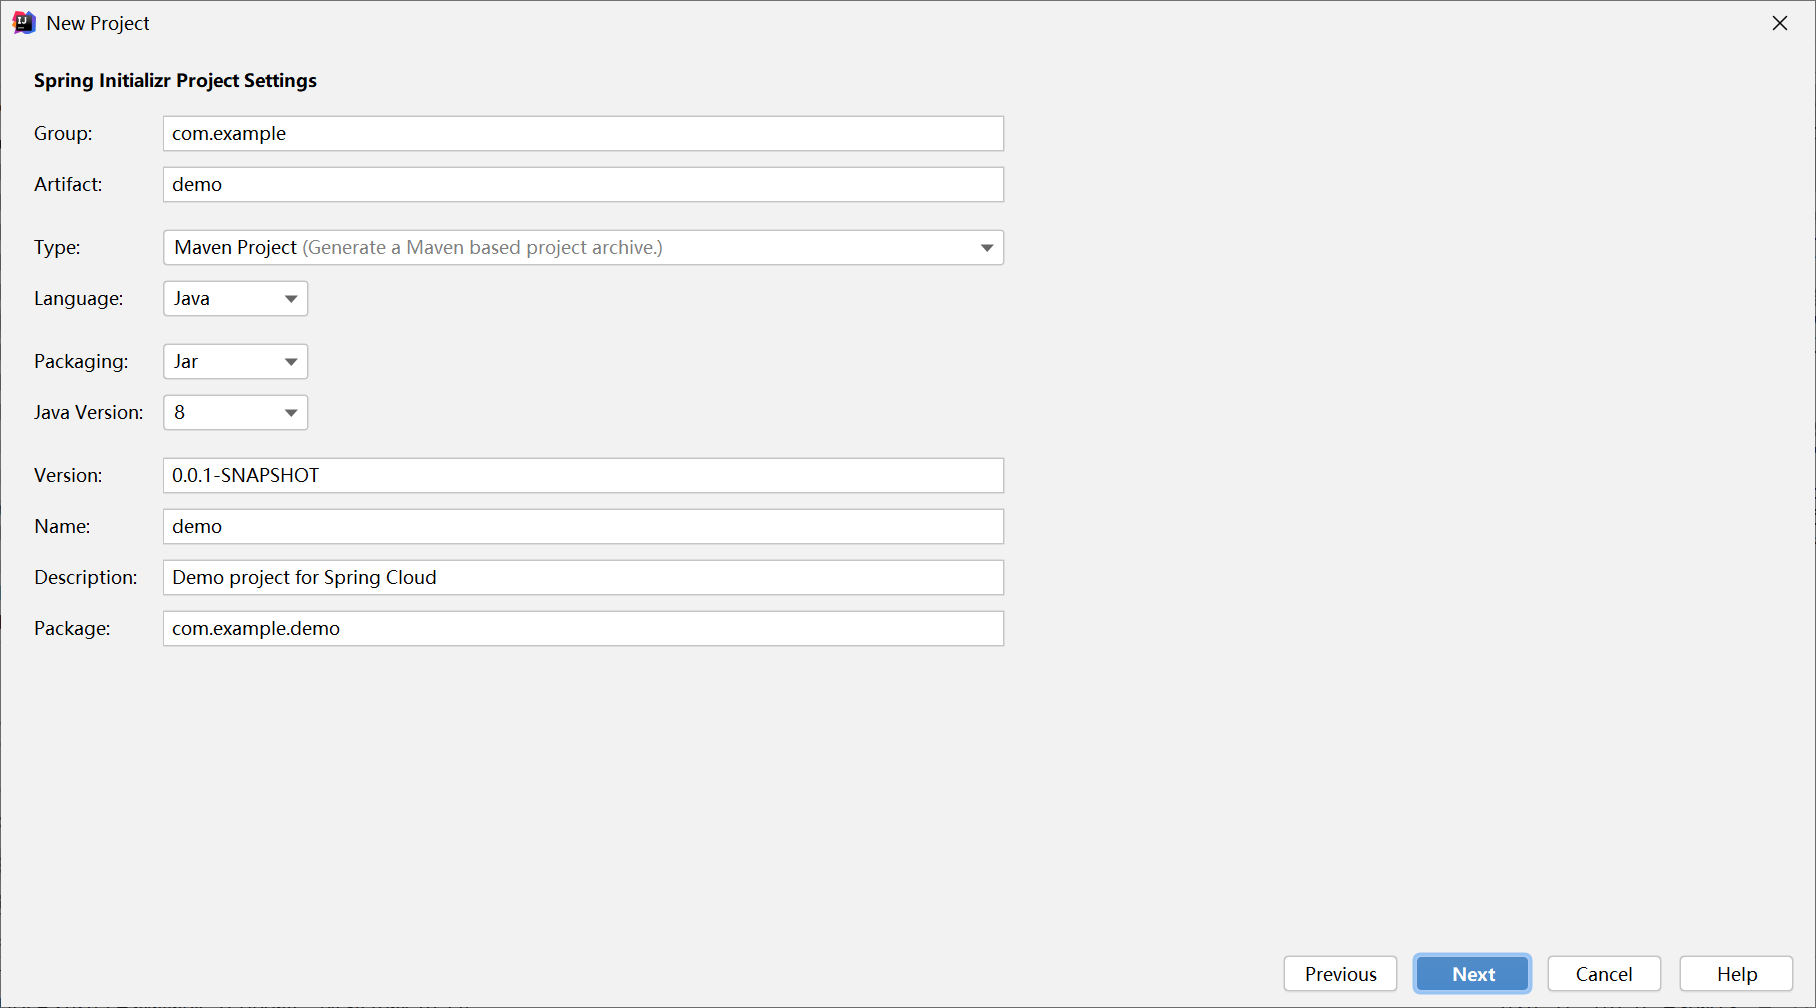 New Project
Spring Initializr Project Settings
Group: com.example
Artifact: demo
Type: Maven Project (Generate a Maven based project archive.)
Language: Java
Packaging: Jar
Java Version: 8
Version: 0.0.1-SNAPSHOT
Name: demo
Description: Demo project for Spring Cloud
Package: com.example.demo
Previous Next Cancel Help